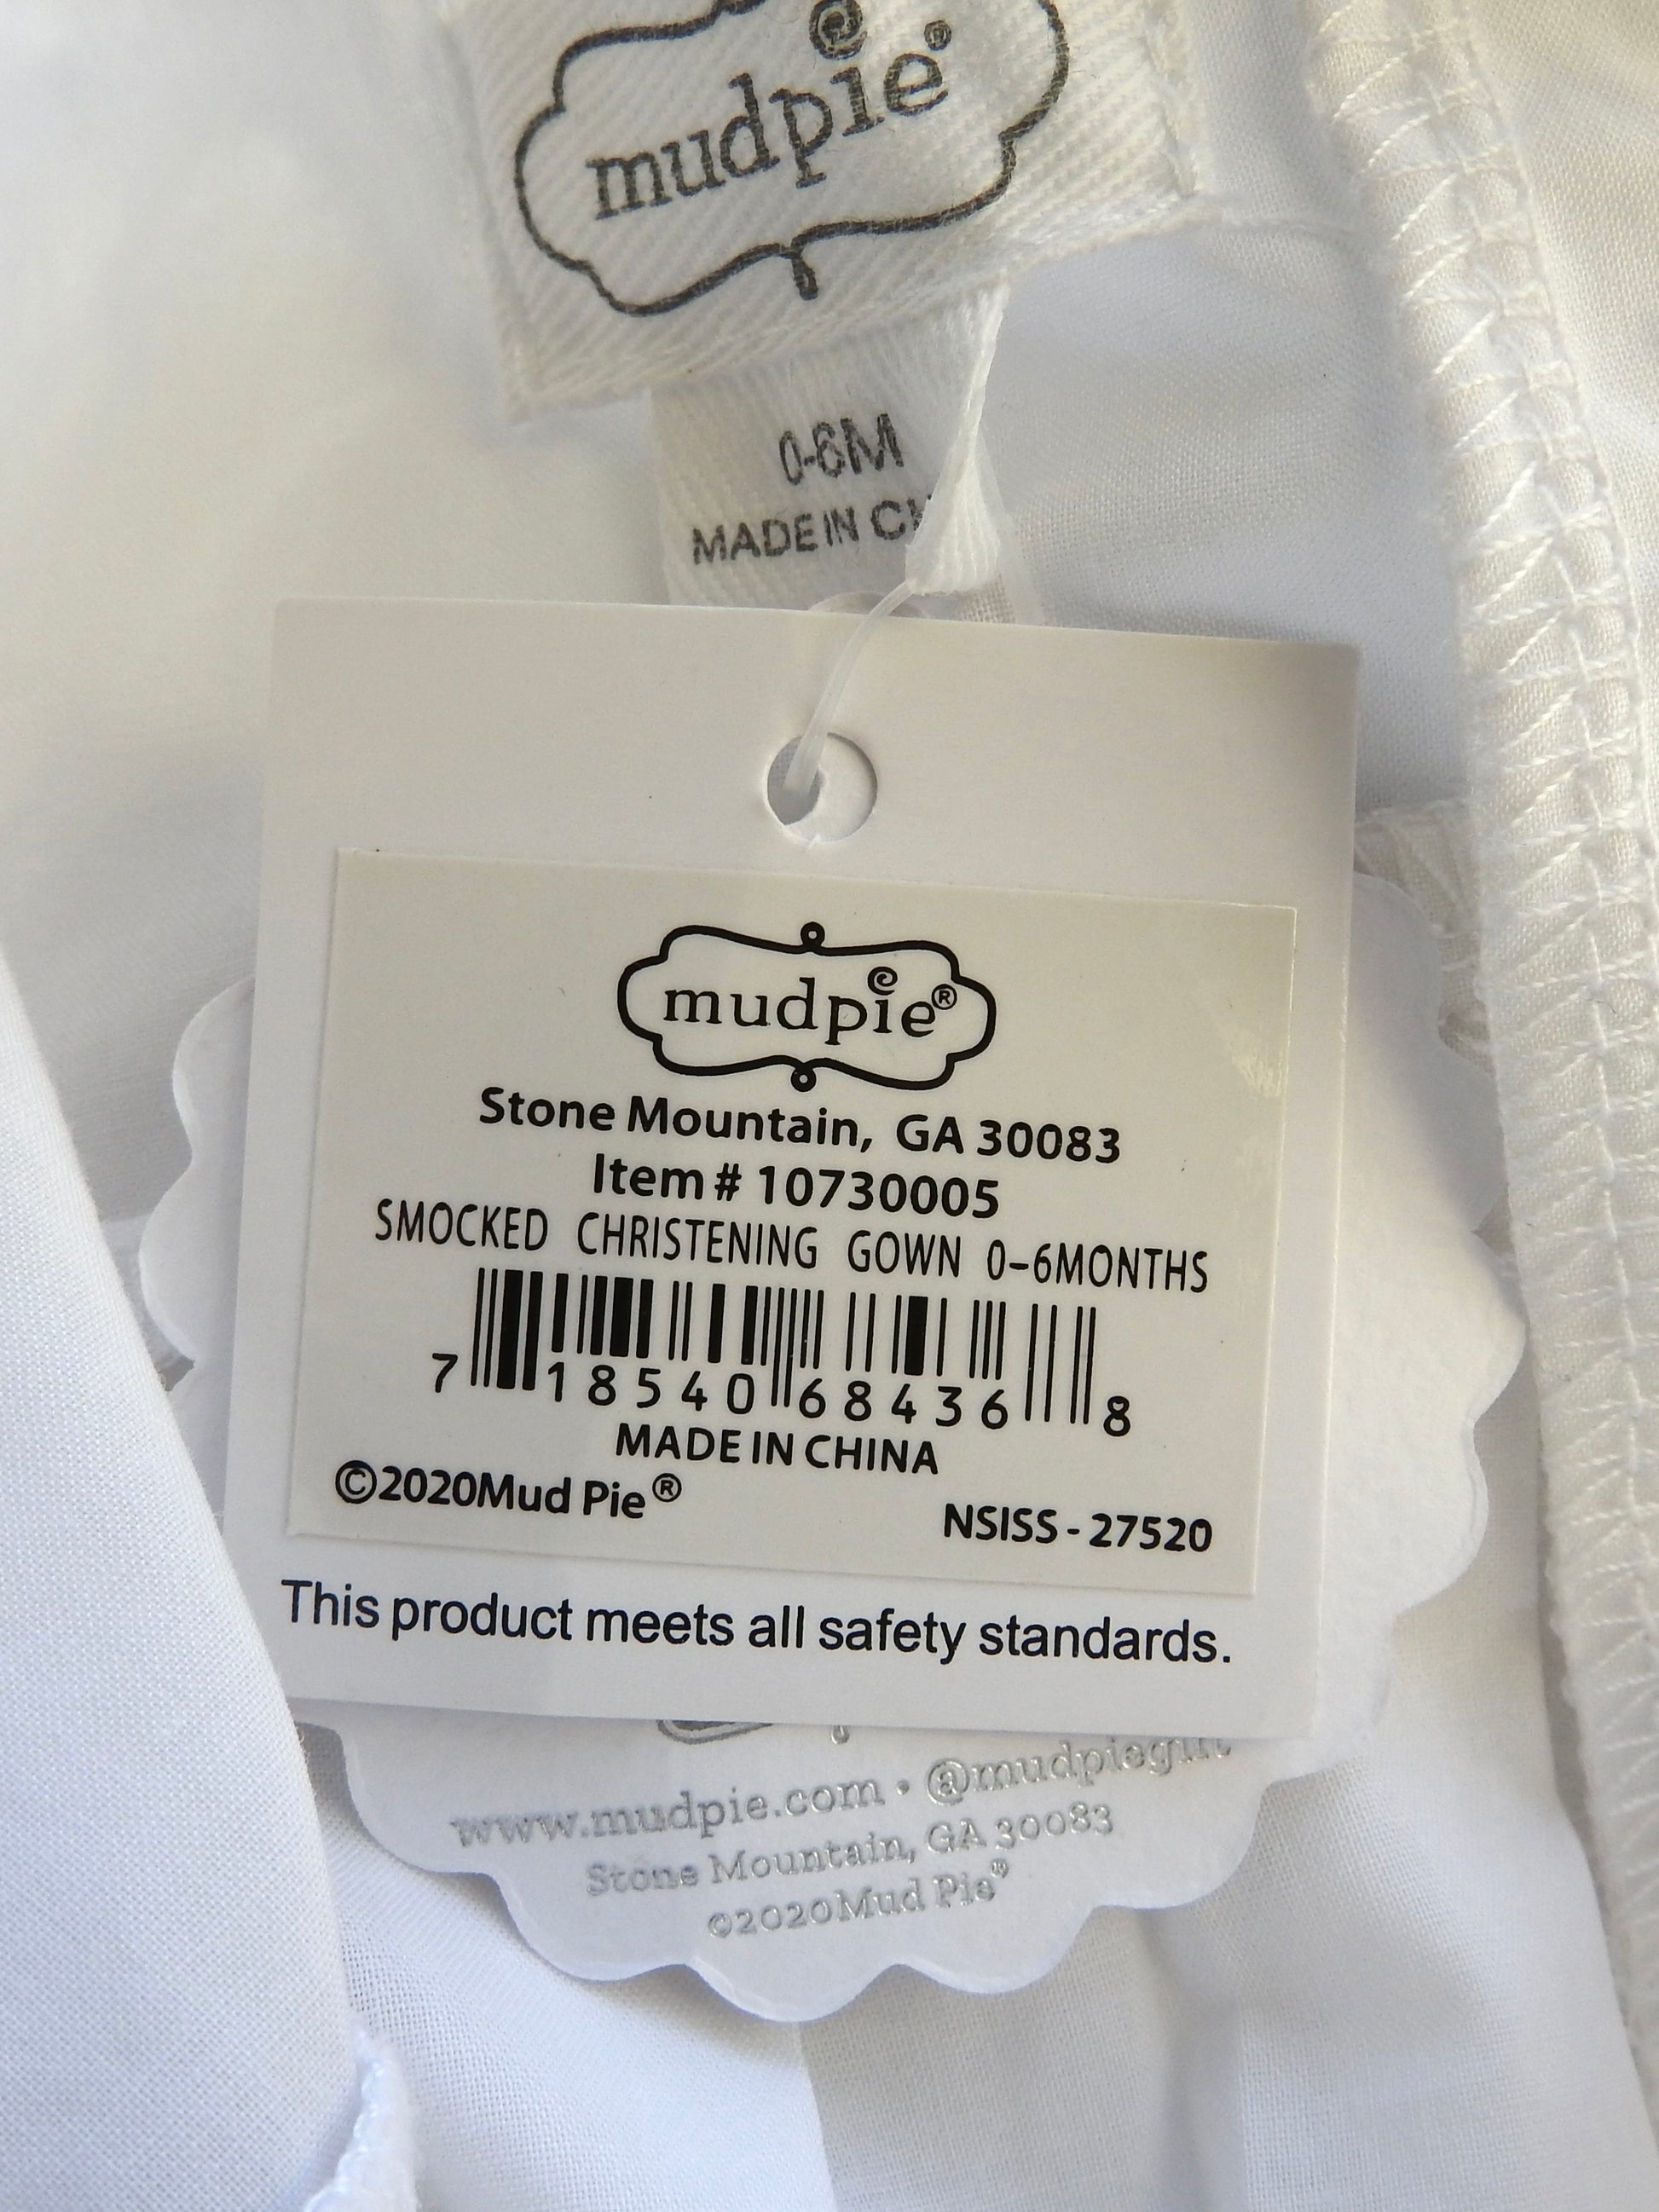 mudpie®
0-6M
MADE IN
mudpie®
Stone Mountain, GA 30083
Item # 10730005
SMOCKED CHRISTENING GOWN 0-6MONTHS
7 18540 68436 8
MADE IN CHINA
©2020Mud Pie®
NSISS - 27520
This product meets all safety standards.
www.mudpie.com • @mudpiegift
Stone Mountain, GA 30083
©2020Mud Pie®